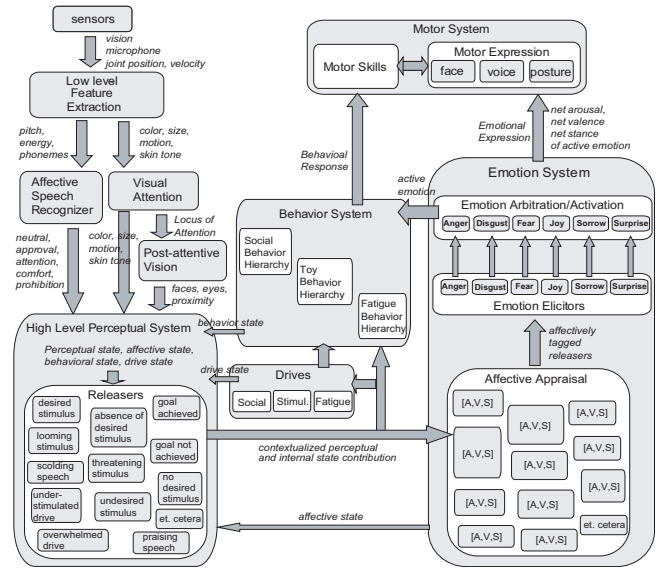 sensors
vision
microphone
joint position, velocity
Low level
Feature
Extraction
pitch,
energy,
phonemes
color, size,
motion,
skin tone
Affective
Speech
Recognizer
Visual
Attention
neutral,
approval,
attention,
comfort,
prohibition
color, size,
motion,
skin tone
Locus of
Attention
Post-attentive
Vision
faces, eyes,
proximity
High Level Perceptual System
Perceptual state, affective state,
behavioral state, drive state
Releasers
desired
stimulus
absence of
desired
stimulus
goal
achieved
looming
stimulus
goal not
achieved
scolding
speech
threatening
stimulus
no
desired
stimulus
under-
stimulated
drive
undesired
stimulus
et. cetera
overwhelmed
drive
praising
speech
Motor System
Motor Skills
Motor Expression
face
voice
posture
Behavioal
Response
Emotional
Expression
net arousal,
net valence
net stance
of active emotion
active
emotion
Behavior System
Social
Behavior
Hierarchy
Toy
Behavior
Hierarchy
Fatigue
Behavior
Hierarchy
behavior state
drive state
Drives
Social
Stimul.
Fatigue
contextualized perceptual
and internal state contribution
affective state
Emotion System
Emotion Arbitration/Activation
Anger
Disgust
Fear
Joy
Sorrow
Surprise
Anger
Disgust
Fear
Joy
Sorrow
Surprise
Emotion Elicitors
affectively
tagged
releasers
Affective Appraisal
[A,V,S]
[A,V,S]
[A,V,S]
[A,V,S]
[A,V,S]
[A,V,S]
[A,V,S]
[A,V,S]
[A,V,S]
et. cetera
[A,V,S]
[A,V,S]